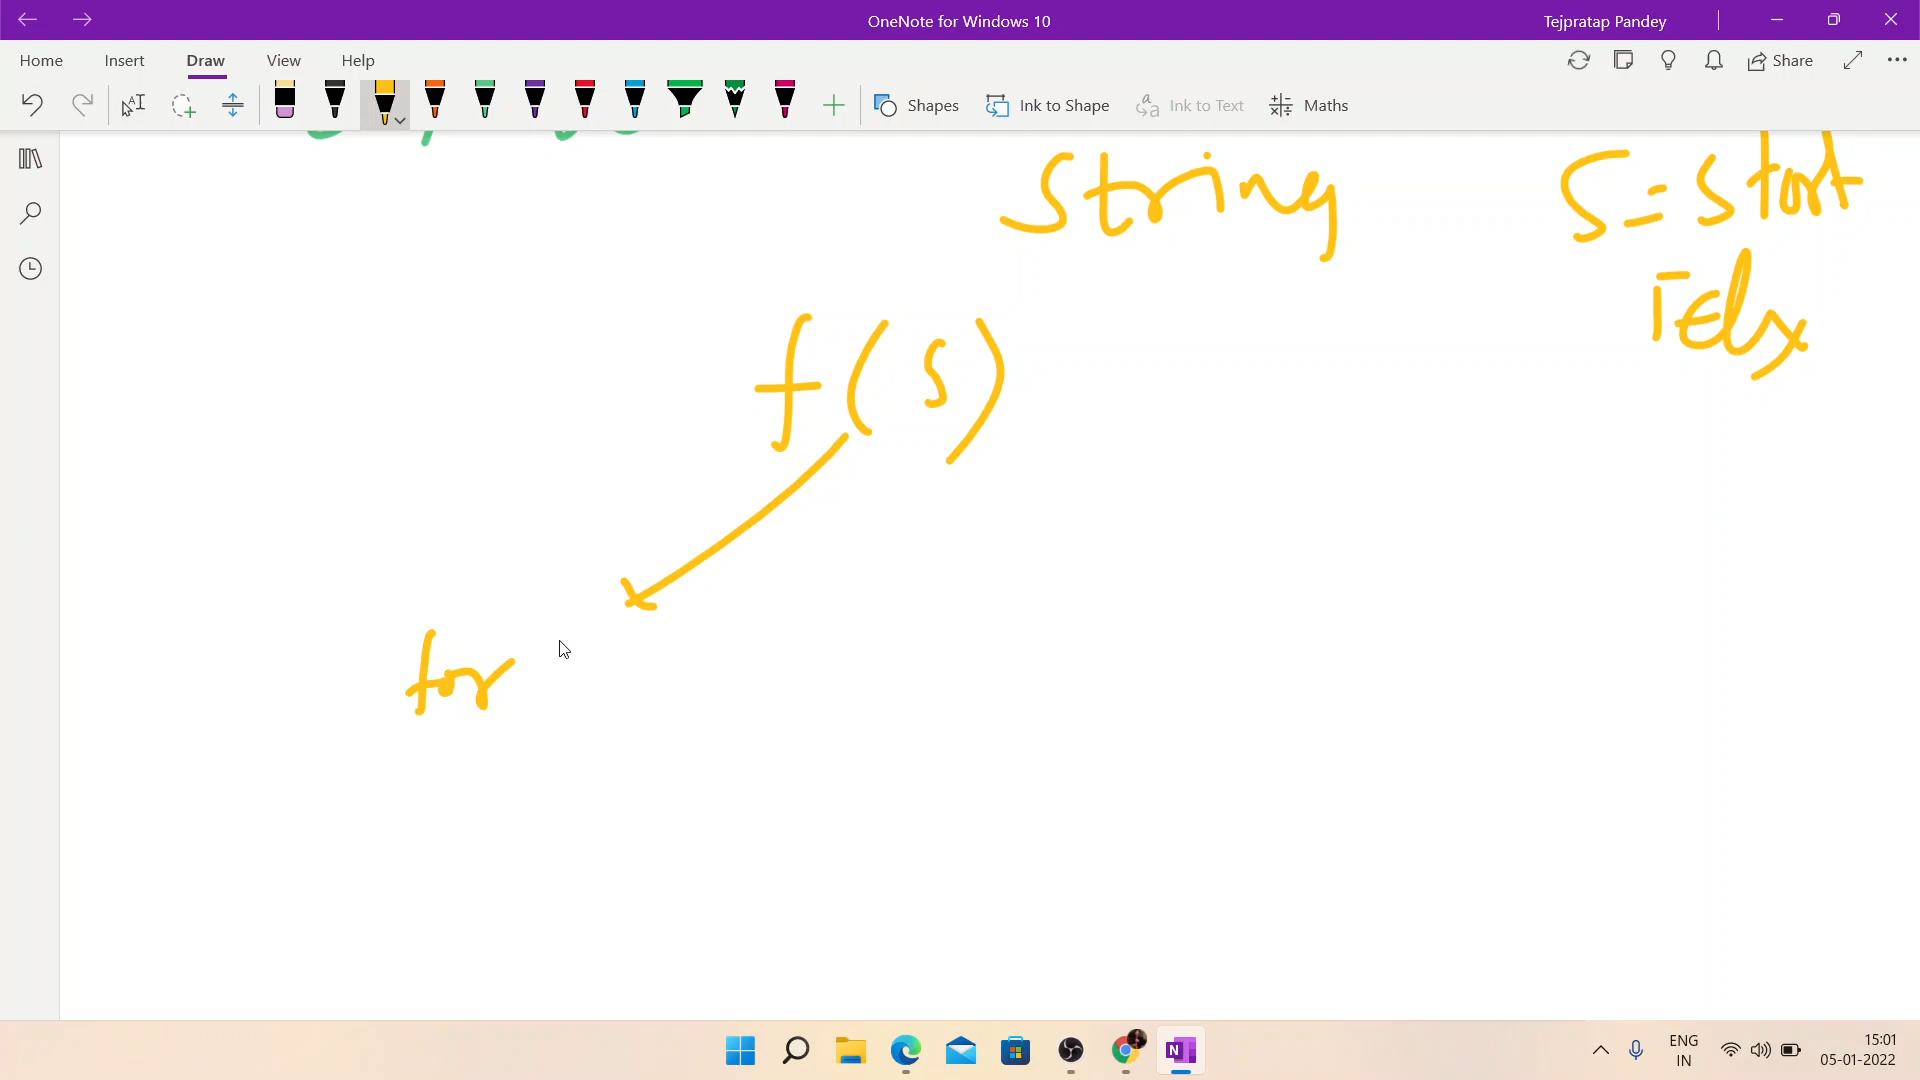 OneNote for Windows 10
Tejpratap Pandey
Home Insert Draw View Help
Share
Shapes Ink to Shape Ink to Text Maths
String
S = Start
Idx
f(s)
for
ENG
IN
15:01
05-01-2022